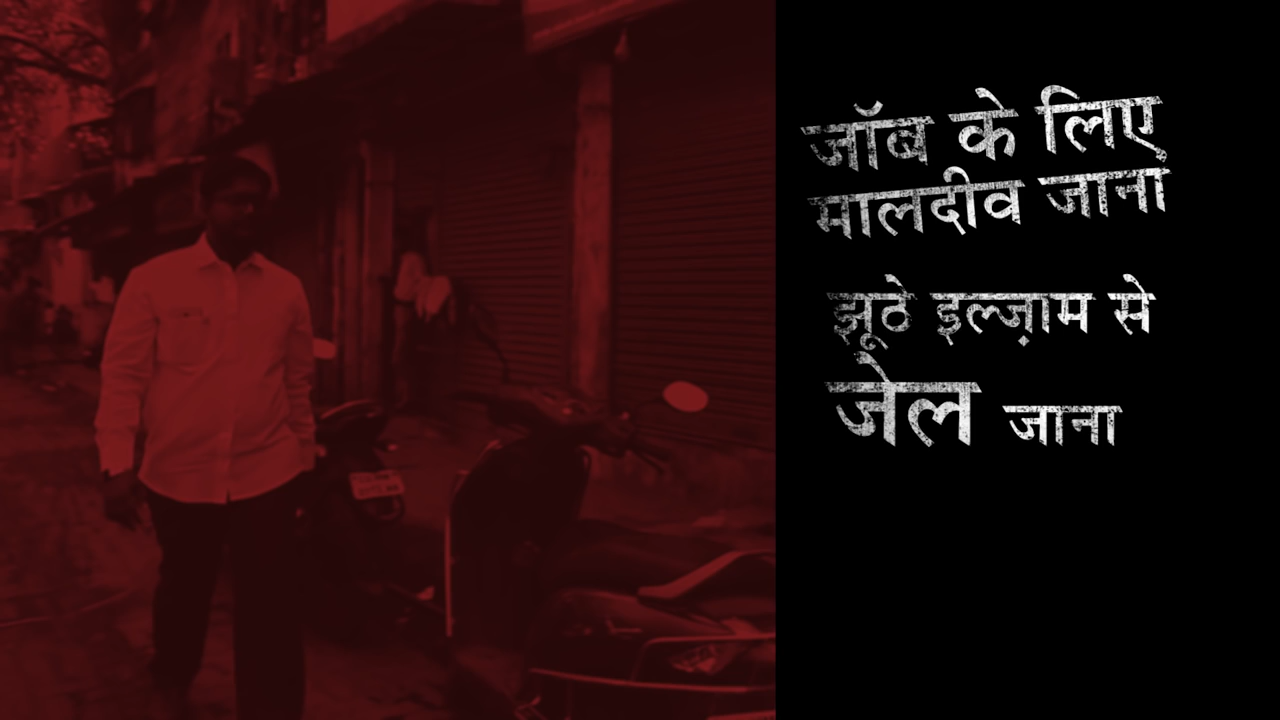 जॉब के लिए
मालदीव जाना
झूठे इल्ज़ाम से
जेल जाना